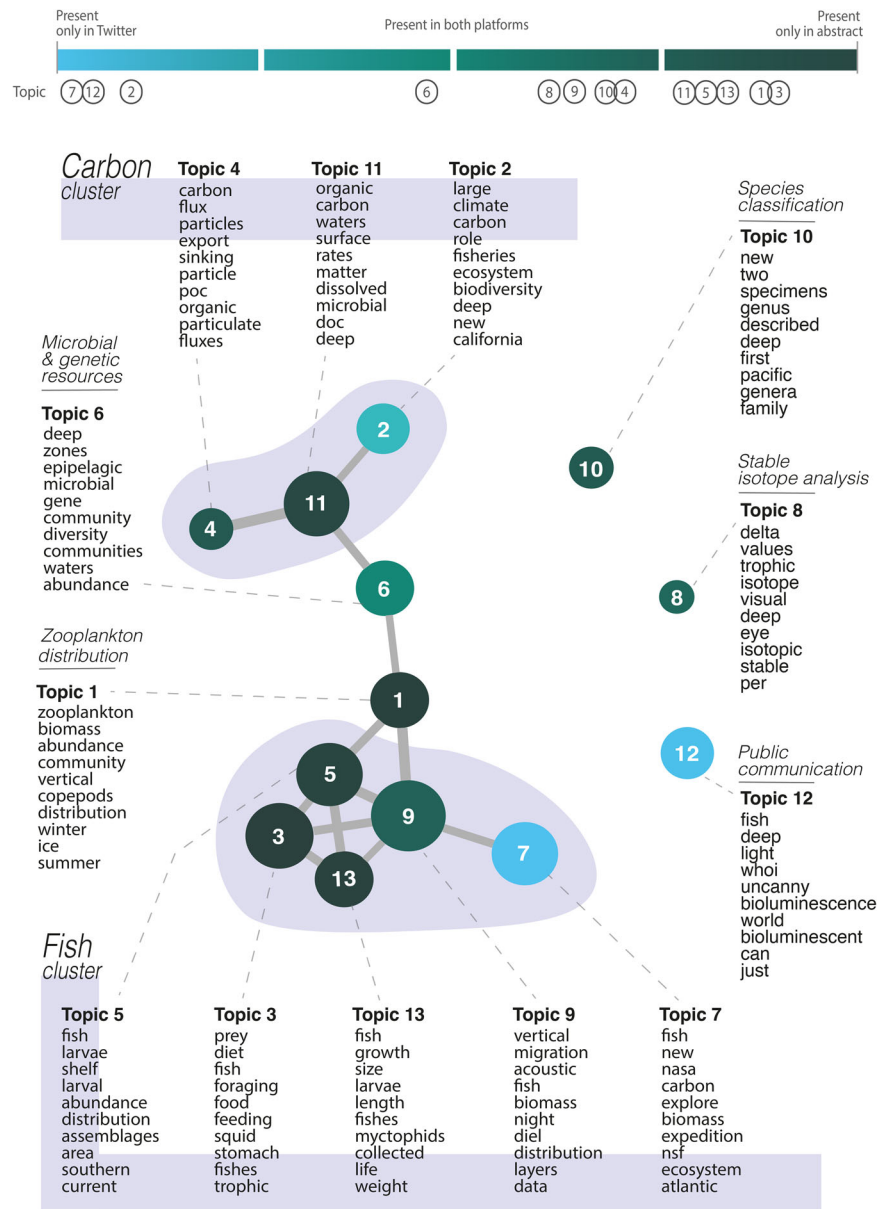 Present
only in Twitter
Present in both platforms
Present
only in abstract
Topic
7 12 2 6 8 9 10 4 11 5 13 1 3
Carbon
cluster
Topic 4
carbon
flux
particles
export
sinking
particle
poc
organic
particulate
fluxes
Topic 11
organic
carbon
waters
surface
rates
matter
dissolved
microbial
doc
deep
Topic 2
large
climate
carbon
role
fisheries
ecosystem
biodiversity
deep
new
california
Species
classification
Topic 10
new
two
specimens
genus
described
deep
first
pacific
genera
family
Microbial
& genetic
resources
Topic 6
deep
zones
epipelagic
microbial
gene
community
diversity
communities
waters
abundance
2
11
4
6
10
Stable
isotope analysis
Topic 8
delta
values
trophic
isotope
visual
deep
eye
isotopic
stable
per
8
Zooplankton
distribution
Topic 1
zooplankton
biomass
abundance
community
vertical
copepods
distribution
winter
ice
summer
1
5
9
3
13
7
12
Public
communication
Topic 12
fish
deep
light
whoi
uncanny
bioluminescence
world
bioluminescent
can
just
Fish
cluster
Topic 5
fish
larvae
shelf
larval
abundance
distribution
assemblages
area
southern
current
Topic 3
prey
diet
fish
foraging
food
feeding
squid
stomach
fishes
trophic
Topic 13
fish
growth
size
larvae
length
fishes
myctophids
collected
life
weight
Topic 9
vertical
migration
acoustic
fish
biomass
night
diel
distribution
layers
data
Topic 7
fish
new
nasa
carbon
explore
biomass
expedition
nsf
ecosystem
atlantic